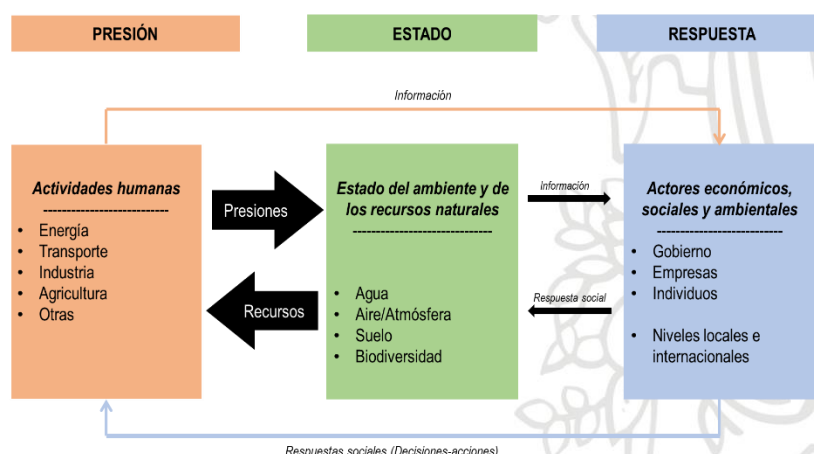 PRESIÓN
ESTADO
RESPUESTA
Información
Actividades humanas
----------------------------
• Energía
• Transporte
• Industria
• Agricultura
• Otras
Presiones
Recursos
Estado del ambiente y de
los recursos naturales
-------------------------------
• Agua
• Aire/Atmósfera
• Suelo
• Biodiversidad
Información
Respuesta social
Actores económicos,
sociales y ambientales
----------------------------
• Gobierno
• Empresas
• Individuos
• Niveles locales e
internacionales
Respuestas sociales (Decisiones-acciones)